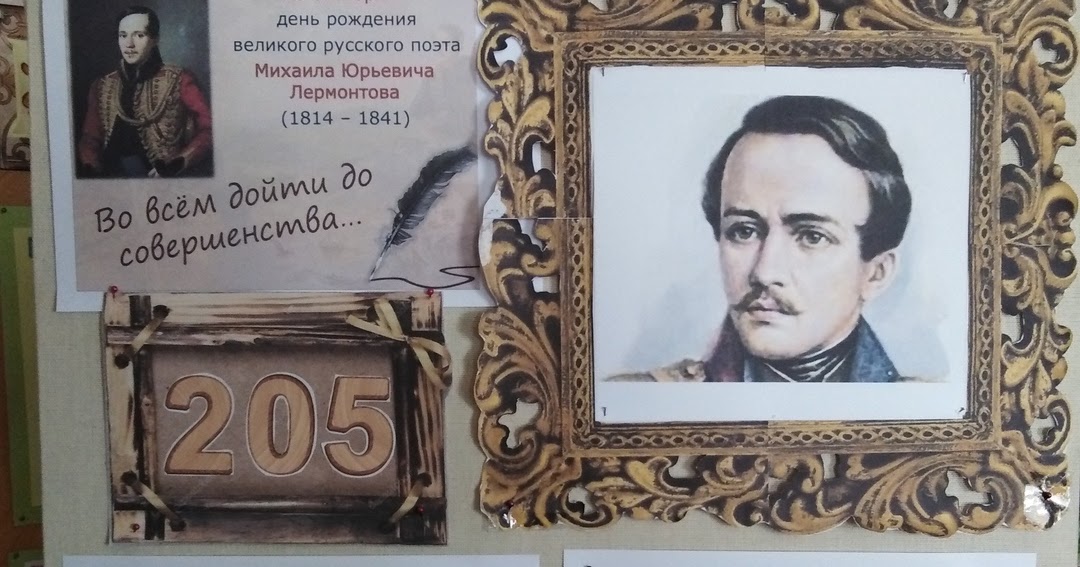 день рождения
великого русского поэта
Михаила Юрьевича
Лермонтова
(1814 – 1841)
Во всём дойти до
совершенства...
205